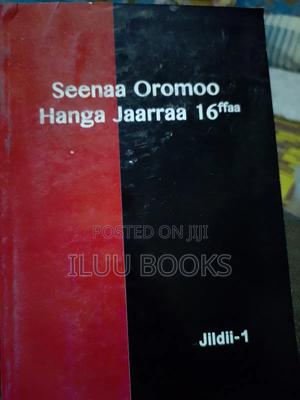 Seenaa Oromoo
Hanga Jaarraa 16ffaa
POSTED ON JIJI
ILUU BOOKS
Jildii-1